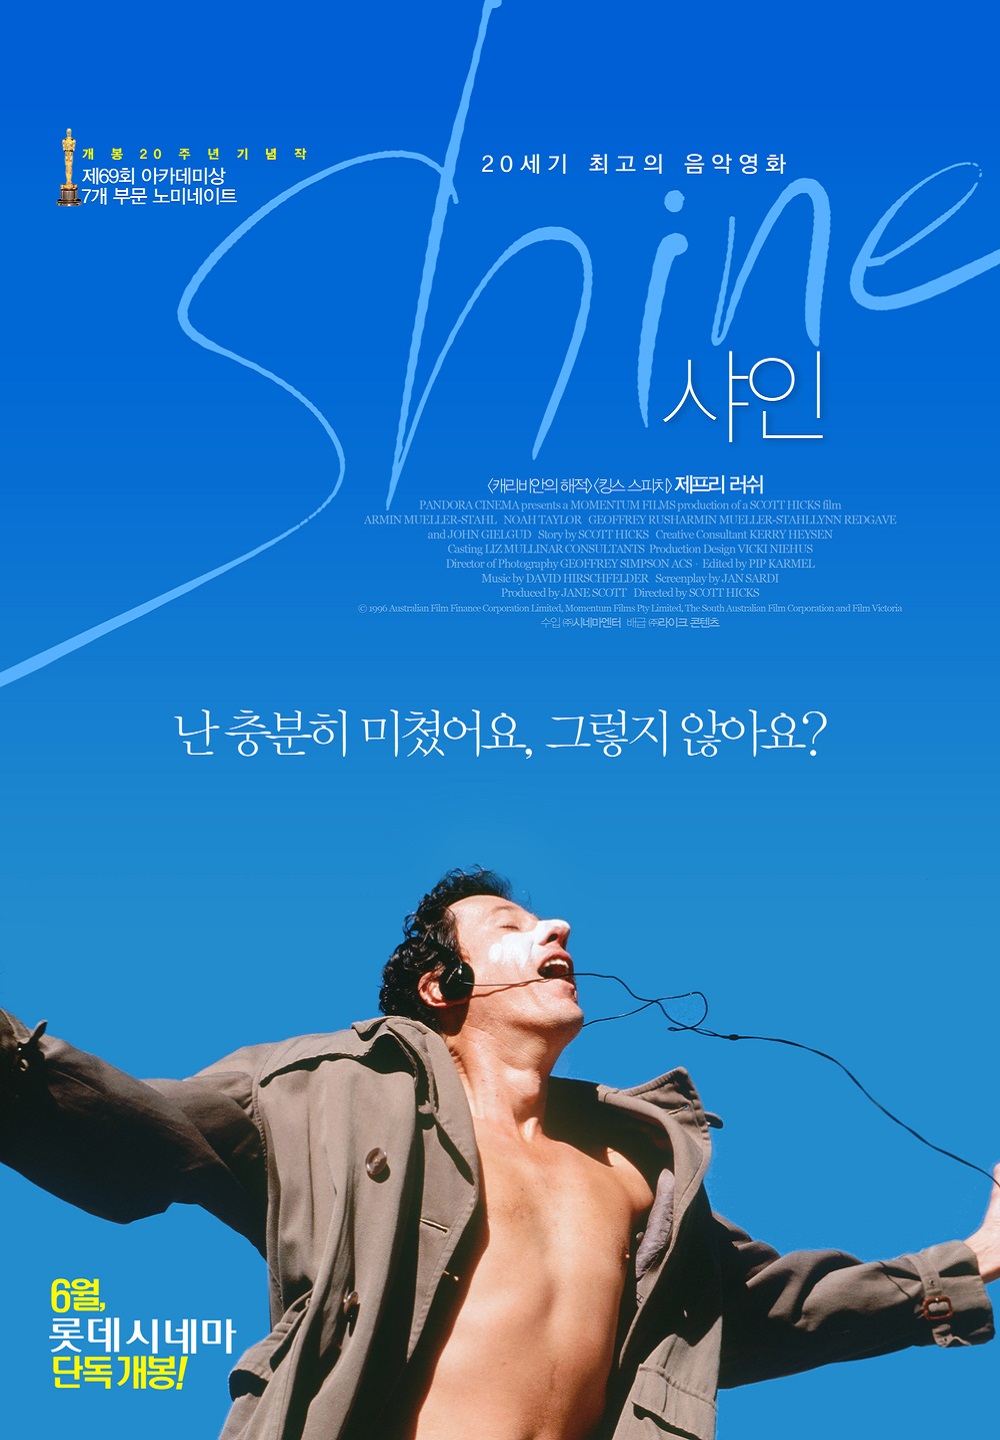 개봉20주년기념작
제69회 아카데미상
7개 부문 노미네이트
20세기 최고의 음악영화
Shine
샤인
<캐리비안의 해적><킹스 스피치> 제프리 러쉬
PANDORA CINEMA presents a MOMENTUM FILMS production of a SCOTT HICKS film
ARMIN MUELLER-STAHL NOAH TAYLOR GEOFFREY RUSHARMIN MUELLER-STAHLLYNN REDGAVE
and JOHN GIELGUD Story by SCOTT HICKS Creative Consultant KERRY HEYSEN
Casting LIZ MULLINAR CONSULTANTS Production Design VICKI NIEHUS
Director of Photography GEOFFREY SIMPSON ACS · Edited by PIP KARMEL
Music by DAVID HIRSCHFELDER Screenplay by JAN SARDI
Produced by JANE SCOTT Directed by SCOTT HICKS
© 1996 Australian Film Finance Corporation Limited, Momentum Films Pty Limited, The South Australian Film Corporation and Film Victoria
수입 ㈜시네마엔터 배급 ㈜라이크 콘텐츠
난 충분히 미쳤어요, 그렇지 않아요?
6월,
롯데시네마
단독 개봉!